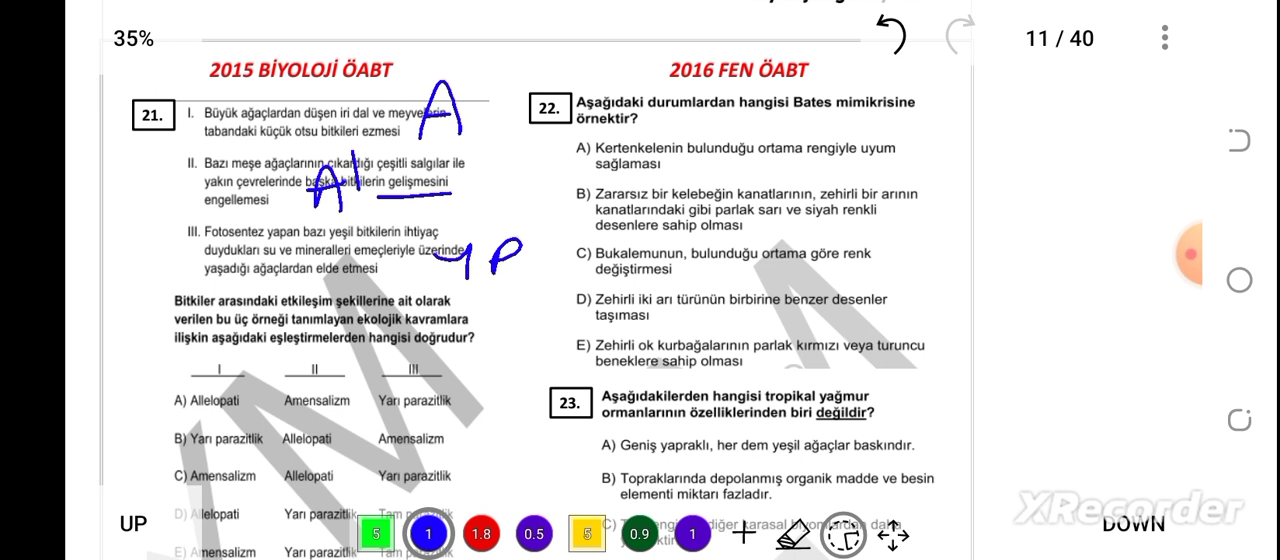 35%
11 / 40
2015 BİYOLOJİ ÖABT
21.
I. Büyük ağaçlardan düşen iri dal ve meyvelerin
tabandaki küçük otsu bitkileri ezmesi
A
II. Bazı meşe ağaçlarının çıkardığı çeşitli salgılar ile
yakın çevrelerinde başka bitkilerin gelişmesini
engellemesi
Al
III. Fotosentez yapan bazı yeşil bitkilerin ihtiyaç
duydukları su ve mineralleri emeçleriyle üzerinde
yaşadığı ağaçlardan elde etmesi
YP
Bitkiler arasındaki etkileşim şekillerine ait olarak
verilen bu üç örneği tanımlayan ekolojik kavramlara
ilişkin aşağıdaki eşleştirmelerden hangisi doğrudur?
I II III
A) Allelopati Amensalizm Yarı parazitlik
B) Yarı parazitlik Allelopati Amensalizm
C) Amensalizm Allelopati Yarı parazitlik
D) Allelopati Yarı parazitlik Tam parazitlik
E) Amensalizm Yarı parazitlik Tam parazitlik
2016 FEN ÖABT
22.
Aşağıdaki durumlardan hangisi Bates mimikrisine
örnektir?
A) Kertenkelenin bulunduğu ortama rengiyle uyum
sağlaması
B) Zararsız bir kelebeğin kanatlarının, zehirli bir arının
kanatlarındaki gibi parlak sarı ve siyah renkli
desenlere sahip olması
C) Bukalemunun, bulunduğu ortama göre renk
değiştirmesi
D) Zehirli iki arı türünün birbirine benzer desenler
taşıması
E) Zehirli ok kurbağalarının parlak kırmızı veya turuncu
beneklere sahip olması
23.
Aşağıdakilerden hangisi tropikal yağmur
ormanlarının özelliklerinden biri değildir?
A) Geniş yapraklı, her dem yeşil ağaçlar baskındır.
B) Topraklarında depolanmış organik madde ve besin
elementi miktarı fazladır.
C) diğer karasal biyomlardan daha
UP
5 1 1.8 0.5 5 0.9 1
DOWN
XRecorder